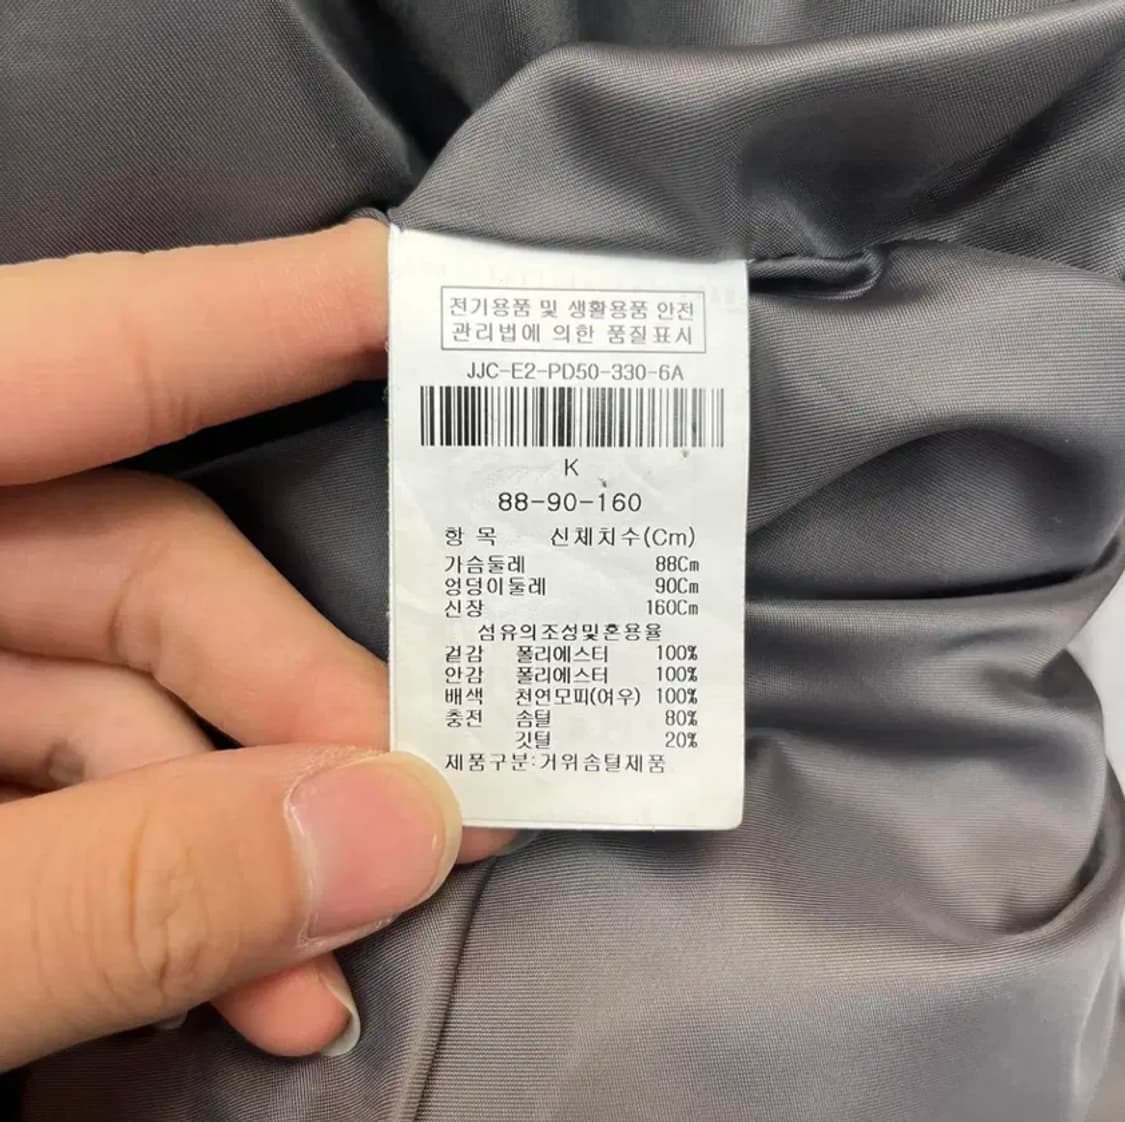 전기용품 및 생활용품 안전
관리법에 의한 품질표시
JJC-E2-PD50-330-6A
K
88-90-160
항 목 신체치수(Cm)
가슴둘레 88Cm
엉덩이둘레 90Cm
신장 160Cm
섬유의조성및혼용율
겉감 폴리에스터 100%
안감 폴리에스터 100%
배색 천연모피(여우) 100%
충전 솜털 80%
깃털 20%
제품구분:거위솜털제품